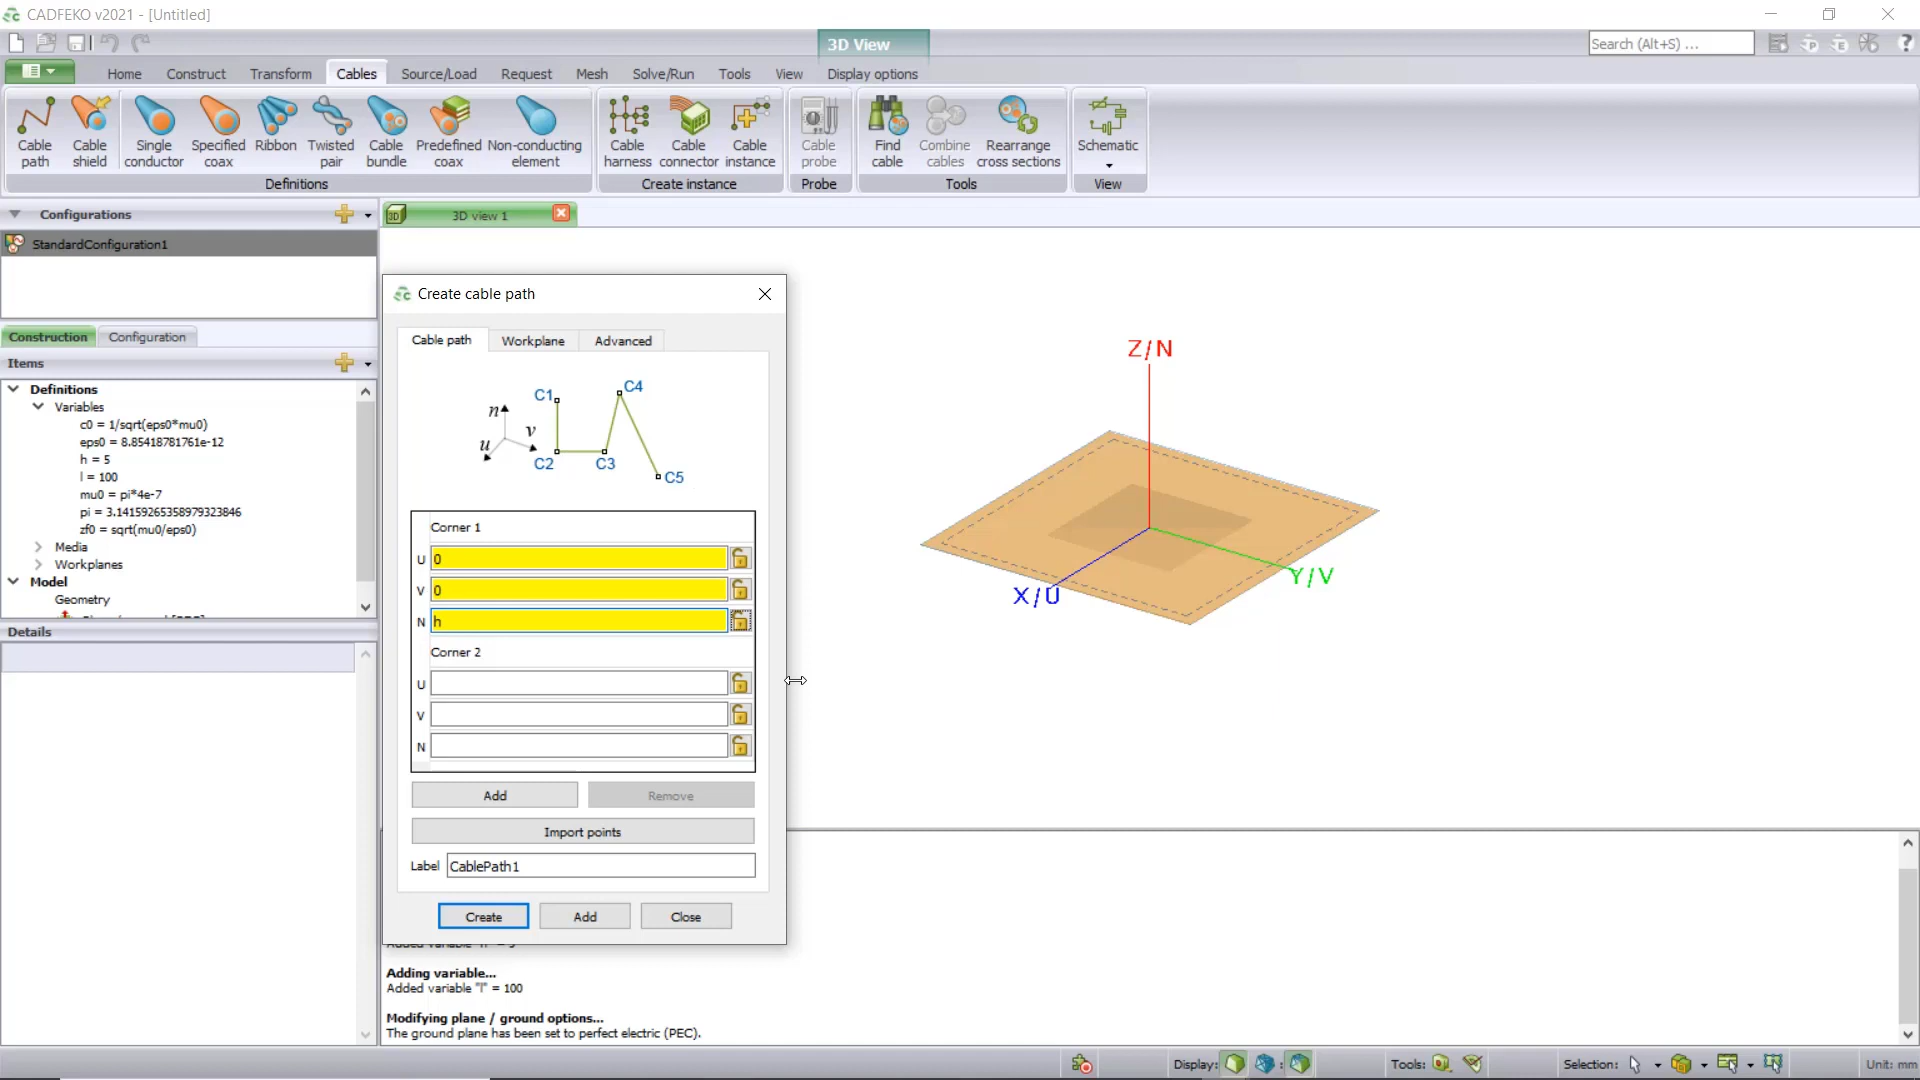 CADFEKO v2021 - [Untitled]
3D View
Search (Alt+S) ...
Home
Construct
Transform
Cables
Source/Load
Request
Mesh
Solve/Run
Tools
View
Display options
Cable path
Cable shield
Single conductor
Specified coax
Ribbon
Twisted pair
Cable bundle
Predefined coax
Non-conducting element
Cable harness
Cable connector
Cable instance
Cable probe
Find cable
Combine cables
Rearrange cross sections
Schematic
Definitions
Create instance
Probe
Tools
View
Configurations
3D view 1
StandardConfiguration1
Construction
Configuration
Items
Definitions
Variables
c0 = 1/sqrt(eps0*mu0)
eps0 = 8.85418781761e-12
h = 5
l = 100
mu0 = pi*4e-7
pi = 3.14159265358979323846
zf0 = sqrt(mu0/eps0)
Media
Workplanes
Model
Geometry
Details
Create cable path
Cable path
Workplane
Advanced
n
v
u
C1
C2
C3
C4
C5
Corner 1
U 0
V 0
N h
Corner 2
U
V
N
Add
Remove
Import points
Label CablePath1
Create
Add
Close
Z/N
Y/V
X/U
Adding variable...
Added variable "l" = 100
Modifying plane / ground options...
The ground plane has been set to perfect electric (PEC).
Display:
Tools:
Selection:
Unit: mm